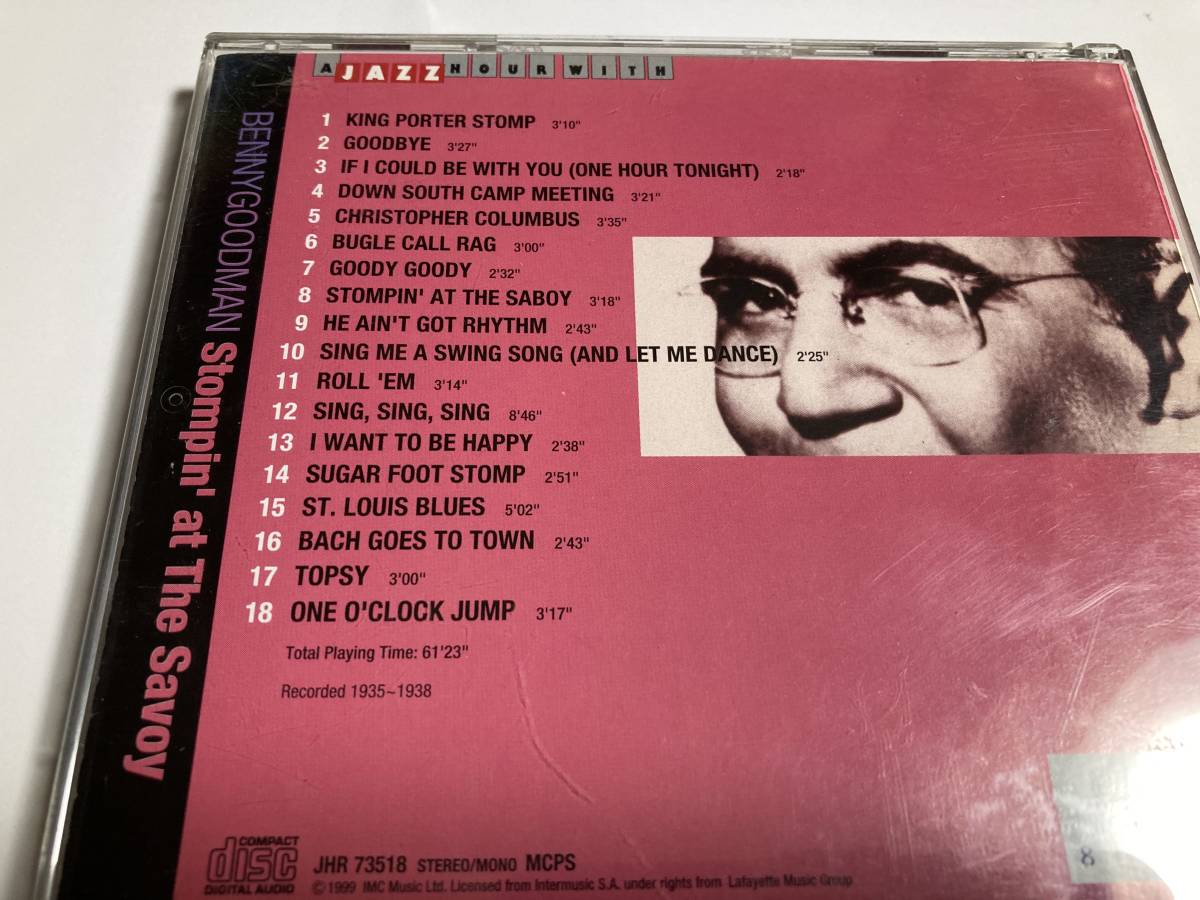 A JAZZ HOUR WITH
BENNY GOODMAN Stompin' at The Savoy
1 KING PORTER STOMP 3'10"
2 GOODBYE 3'27"
3 IF I COULD BE WITH YOU (ONE HOUR TONIGHT) 2'18"
4 DOWN SOUTH CAMP MEETING 3'21"
5 CHRISTOPHER COLUMBUS 3'35"
6 BUGLE CALL RAG 3'00"
7 GOODY GOODY 2'32"
8 STOMPIN' AT THE SABOY 3'18"
9 HE AIN'T GOT RHYTHM 2'43"
10 SING ME A SWING SONG (AND LET ME DANCE) 2'25"
11 ROLL 'EM 3'14"
12 SING, SING, SING 8'46"
13 I WANT TO BE HAPPY 2'38"
14 SUGAR FOOT STOMP 2'51"
15 ST. LOUIS BLUES 5'02"
16 BACH GOES TO TOWN 2'43"
17 TOPSY 3'00"
18 ONE O'CLOCK JUMP 3'17"
Total Playing Time: 61'23"
Recorded 1935~1938
COMPACT
disc
DIGITAL AUDIO
JHR 73518 STEREO/MONO MCPS
©1999 IMC Music Ltd. Licensed from Intermusic S.A. under rights from Lafayette Music Group
8